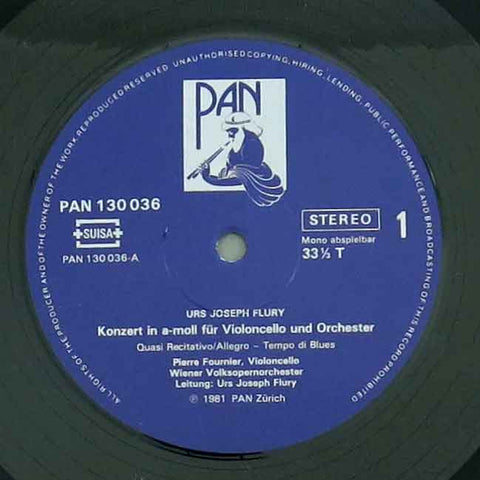 ALL RIGHTS OF THE PRODUCER AND OF THE OWNER OF THE WORK REPRODUCED RESERVED UNAUTHORISED COPYING, HIRING, LENDING, PUBLIC PERFORMANCE AND BROADCASTING OF THIS RECORD PROHIBITED
PAN
PAN 130 036
SUISA
PAN 130 036-A
STEREO
1
Mono abspielbar
33⅓ T
URS JOSEPH FLURY
Konzert in a-moll für Violoncello und Orchester
Quasi Recitativo/Allegro – Tempo di Blues
Pierre Fournier, Violoncello
Wiener Volksopernorchester
Leitung: Urs Joseph Flury
℗ 1981 PAN Zürich